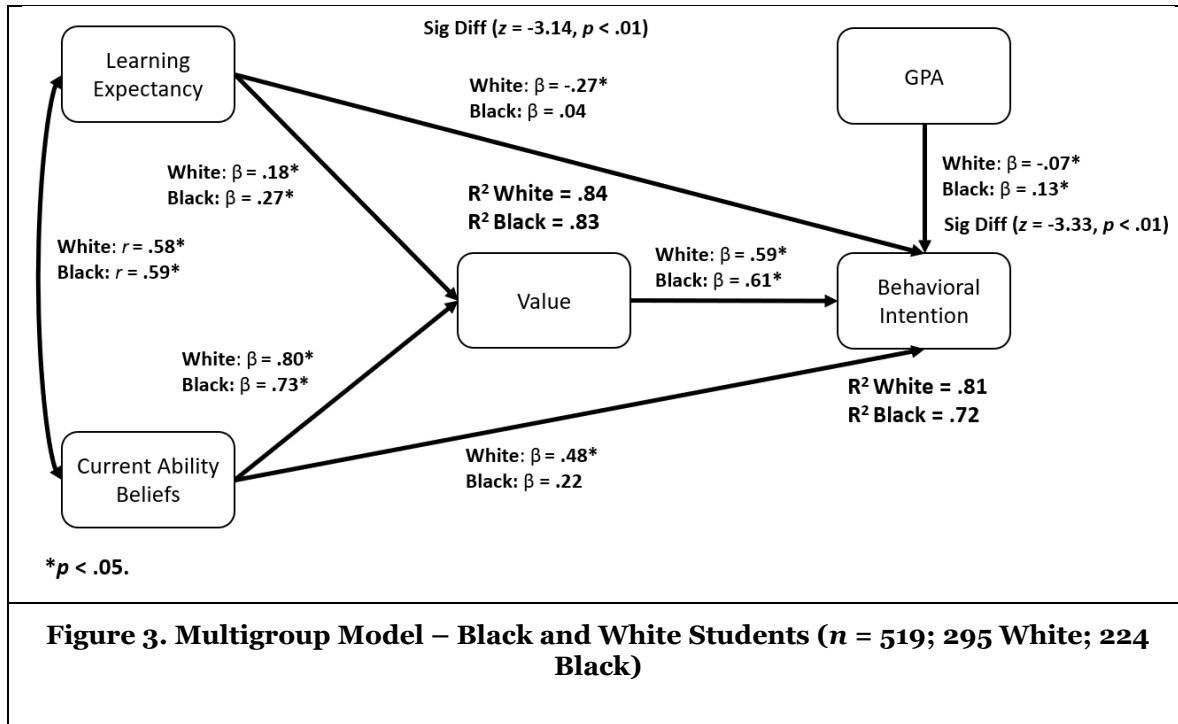 Sig Diff (z = -3.14, p < .01)
Learning
Expectancy
White: β = -.27*
Black: β = .04
GPA
White: β = .18*
Black: β = .27*
R² White = .84
R² Black = .83
White: β = -.07*
Black: β = .13*
Sig Diff (z = -3.33, p < .01)
White: r = .58*
Black: r = .59*
White: β = .59*
Black: β = .61*
Value
Behavioral
Intention
White: β = .80*
Black: β = .73*
R² White = .81
R² Black = .72
Current Ability
Beliefs
White: β = .48*
Black: β = .22
*p < .05.
Figure 3. Multigroup Model – Black and White Students (n = 519; 295 White; 224
Black)